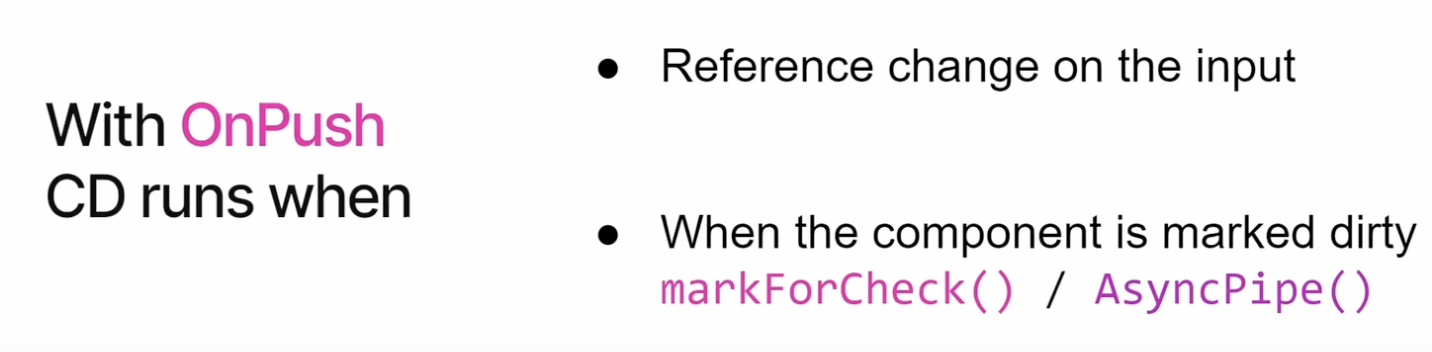 With OnPush
CD runs when
● Reference change on the input
● When the component is marked dirty
markForCheck() / AsyncPipe()